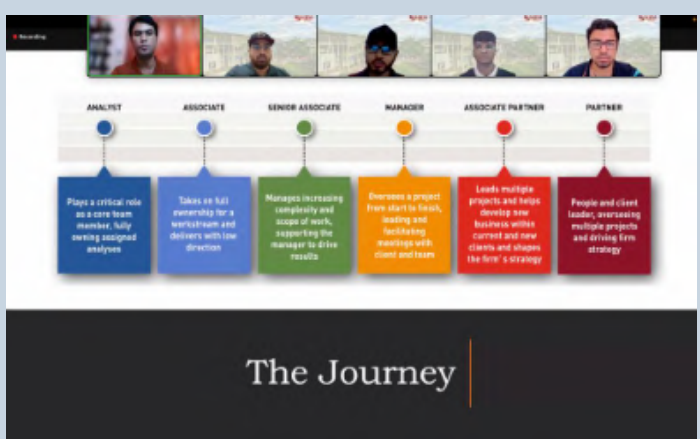 Recording
ANALYST
ASSOCIATE
SENIOR ASSOCIATE
MANAGER
ASSOCIATE PARTNER
PARTNER
Plays a critical role
as a core team
member, fully
owning assigned
analyses
Takes on full
ownership for a
workstream and
delivers with low
direction
Manages increasing
complexity and
scope of work,
supporting the
manager to drive
results
Oversees a project
from start to finish,
leading and
facilitating
meetings with
client and team
Leads multiple
projects and helps
develop new
business within
current and new
clients and shapes
the firm's strategy
People and client
leader, overseeing
multiple projects
and driving firm
strategy
The Journey